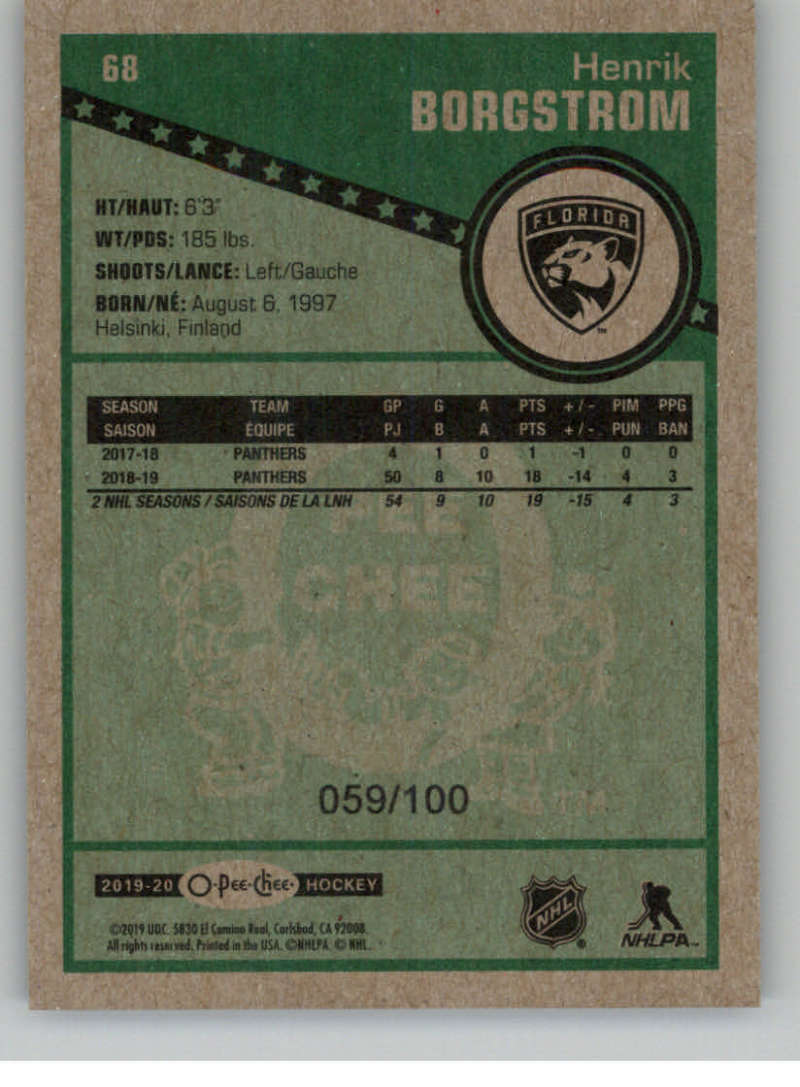 68
Henrik
BORGSTROM
HT/HAUT: 6'3"
WT/PDS: 185 lbs.
SHOOTS/LANCE: Left/Gauche
BORN/NÉ: August 6, 1997
Helsinki, Finland
FLORIDA
SEASON TEAM GP G A PTS +/- PIM PPG
SAISON ÉQUIPE PJ B A PTS +/- PUN BAN
2017-18 PANTHERS 4 1 0 1 -1 0 0
2018-19 PANTHERS 50 8 10 18 -14 4 3
2 NHL SEASONS / SAISONS DE LA LNH 54 9 10 19 -15 4 3
PEE
CHEE
059/100
2019-20 O-Pee-Chee HOCKEY
©2019 UDC. 5830 El Camino Real, Carlsbad, CA 92008.
All rights reserved. Printed in the USA. ©NHLPA. © NHL.
NHL
NHLPA™